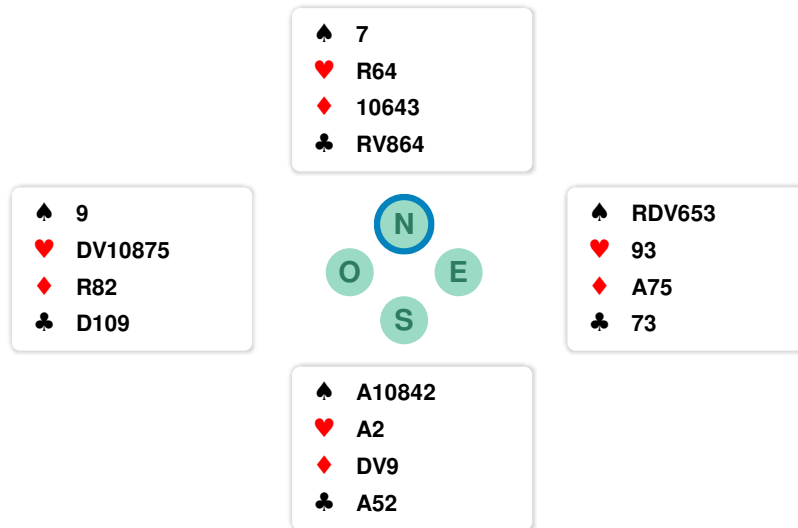 ♠ 7
♥ R64
♦ 10643
♣ RV864
♠ 9
♥ DV10875
♦ R82
♣ D109
N
O E
S
♠ RDV653
♥ 93
♦ A75
♣ 73
♠ A10842
♥ A2
♦ DV9
♣ A52